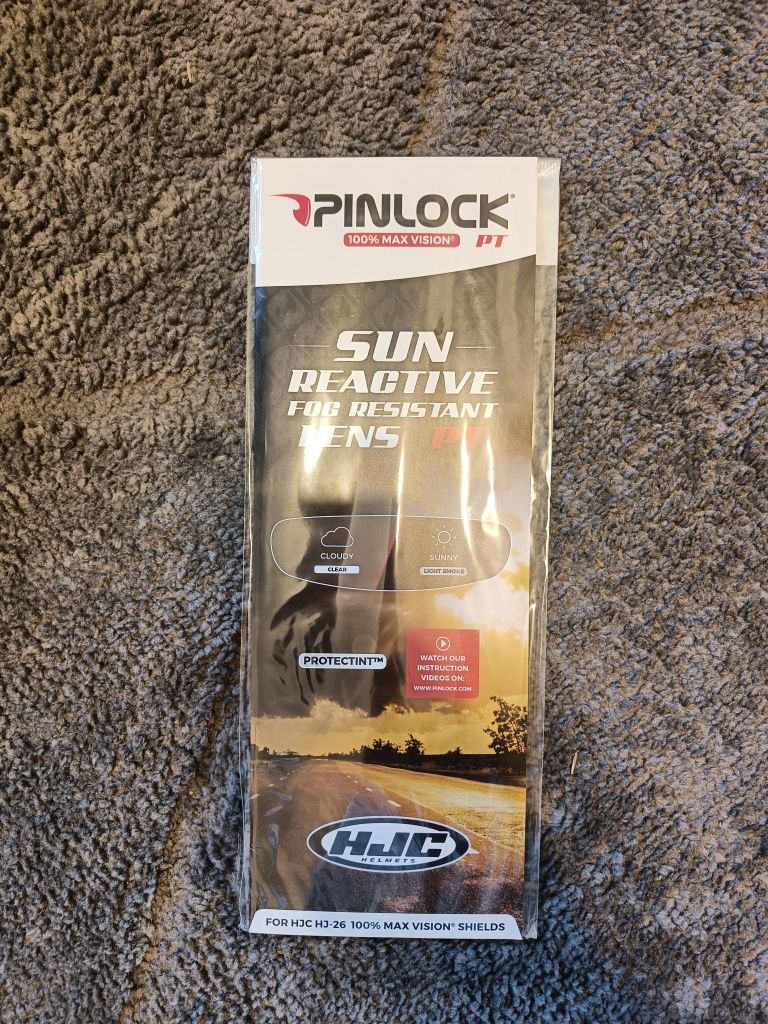 PINLOCK®
100% MAX VISION® PT
SUN
REACTIVE
FOG RESISTANT
LENS PT
CLOUDY
CLEAR
SUNNY
LIGHT SMOKE
PROTECTINT™
WATCH OUR
INSTRUCTION
VIDEOS ON:
WWW.PINLOCK.COM
HJC
HELMETS
FOR HJC HJ-26 100% MAX VISION® SHIELDS